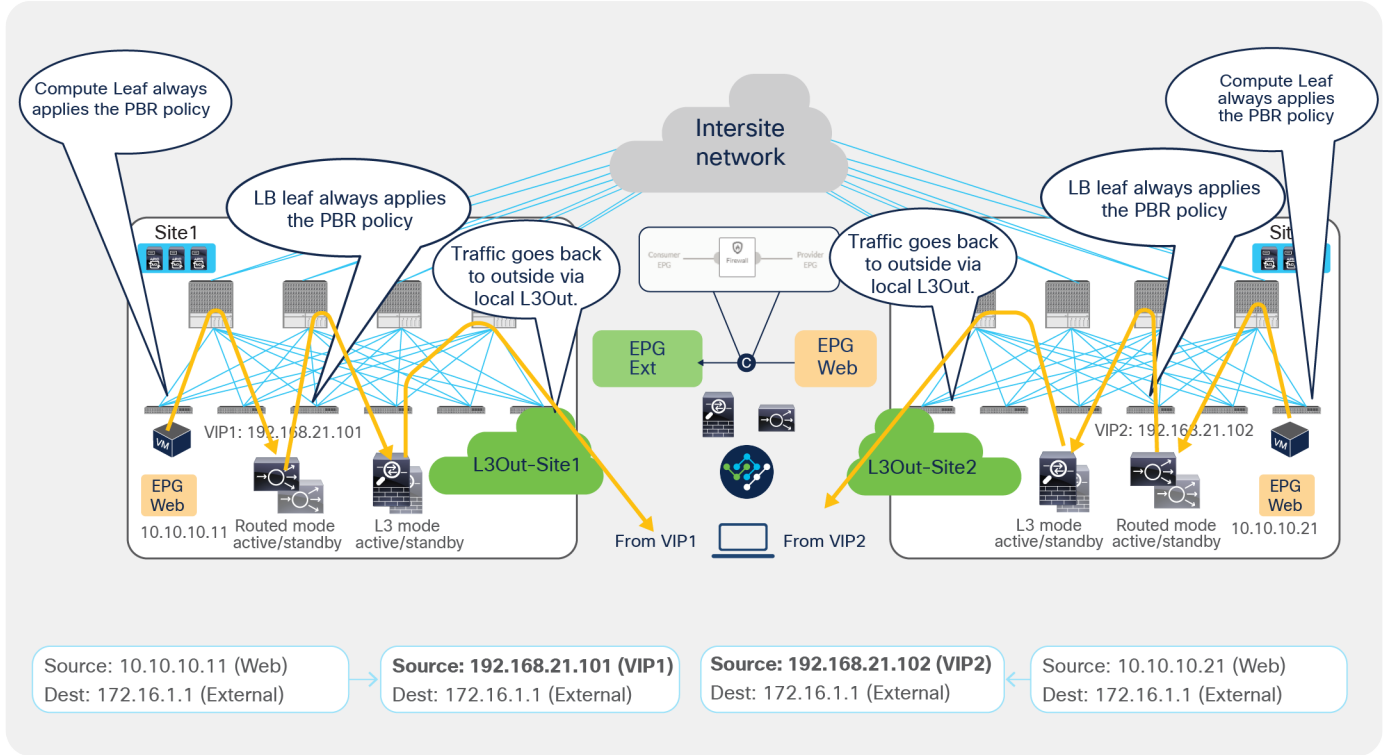 Compute Leaf always
applies the PBR policy
LB leaf always applies
the PBR policy
Traffic goes back
to outside via
local L3Out.
Intersite
network
Traffic goes back
to outside via
local L3Out.
LB leaf always applies
the PBR policy
Compute Leaf
always applies
the PBR policy
Site1
Consumer
EPG
Firewall
Provider
EPG
EPG
Ext
C
EPG
Web
VM
VIP1: 192.168.21.101
EPG
Web
10.10.10.11
Routed mode
active/standby
L3 mode
active/standby
L3Out-Site1
From VIP1
From VIP2
L3Out-Site2
VIP2: 192.168.21.102
L3 mode
active/standby
Routed mode
active/standby
VM
EPG
Web
10.10.10.21
Source: 10.10.10.11 (Web)
Dest: 172.16.1.1 (External)
Source: 192.168.21.101 (VIP1)
Dest: 172.16.1.1 (External)
Source: 192.168.21.102 (VIP2)
Dest: 172.16.1.1 (External)
Source: 10.10.10.21 (Web)
Dest: 172.16.1.1 (External)